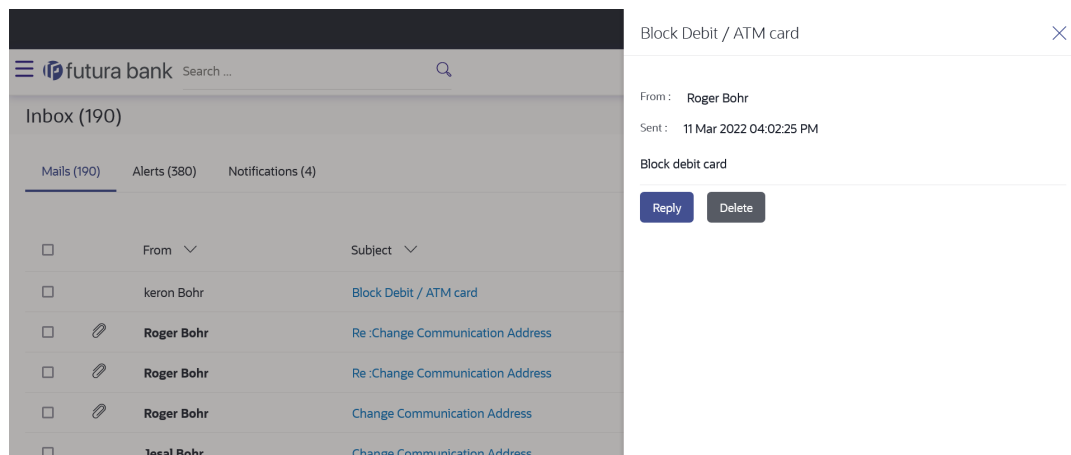 futura bank Search ...
Inbox (190)
Mails (190) Alerts (380) Notifications (4)
From Subject
keron Bohr Block Debit / ATM card
Roger Bohr Re :Change Communication Address
Roger Bohr Re :Change Communication Address
Roger Bohr Change Communication Address
Jesal Bohr Change Communication Address
Block Debit / ATM card
From : Roger Bohr
Sent : 11 Mar 2022 04:02:25 PM
Block debit card
Reply Delete